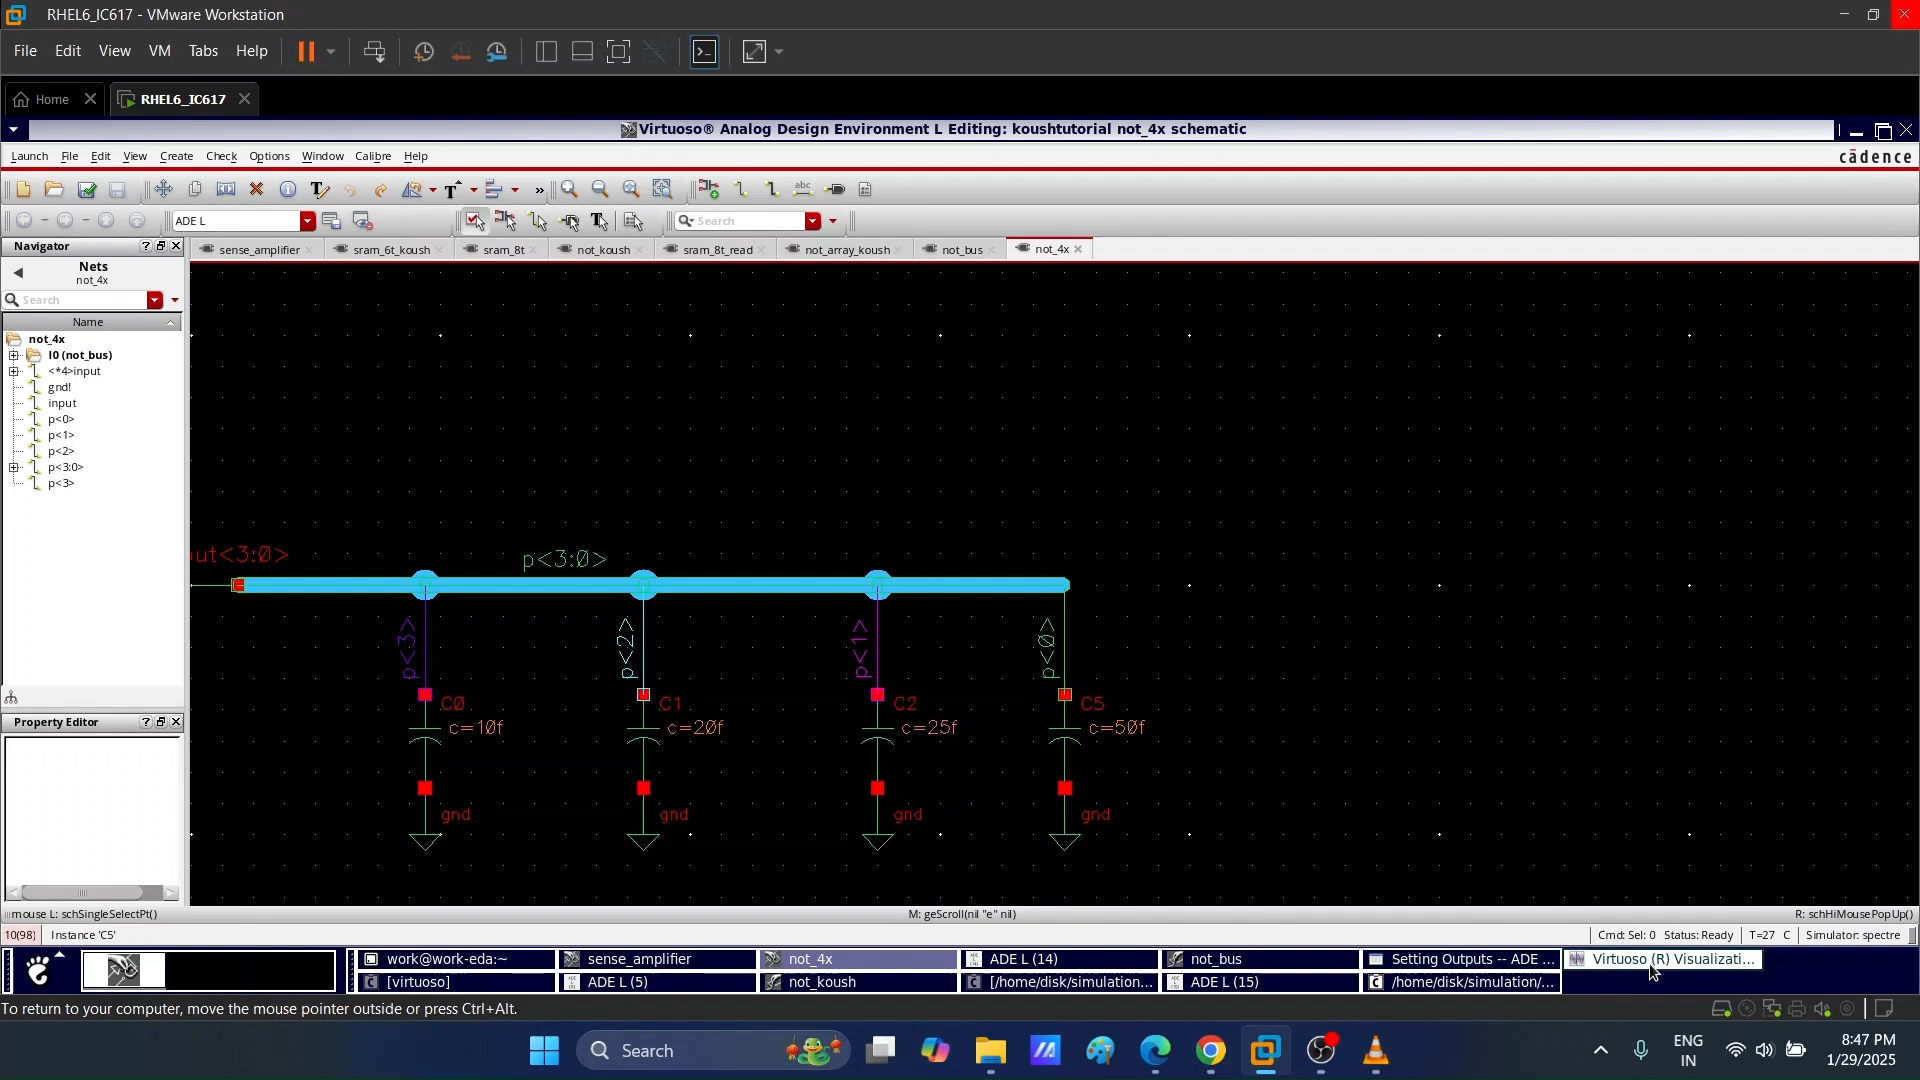 RHEL6_IC617 - VMware Workstation
File Edit View VM Tabs Help
Home RHEL6_IC617
Virtuoso® Analog Design Environment L Editing: koushtutorial not_4x schematic
Launch File Edit View Create Check Options Window Calibre Help
cādence
ADE L Search
Navigator
sense_amplifier sram_6t_koush sram_8t not_koush sram_8t_read not_array_koush not_bus not_4x
Nets
not_4x
Search
Name
not_4x
I0 (not_bus)
<*4>input
gnd!
input
p<0>
p<1>
p<2>
p<3:0>
p<3>
Property Editor
ut<3:0> p<3:0>
p<3> p<2> p<1> p<0>
C0 C1 C2 C5
c=10f c=20f c=25f c=50f
gnd gnd gnd gnd
mouse L: schSingleSelectPt() M: geScroll(nil "e" nil) R: schHiMousePopUp()
10(98) Instance 'C5' Cmd: Sel: 0 Status: Ready T=27 C Simulator: spectre
work@work-eda:~ sense_amplifier not_4x ADE L (14) not_bus Setting Outputs -- ADE ... Virtuoso (R) Visualizati...
[virtuoso] ADE L (5) not_koush [/home/disk/simulation... ADE L (15) /home/disk/simulation/...
To return to your computer, move the mouse pointer outside or press Ctrl+Alt.
Search
ENG
IN
8:47 PM
1/29/2025